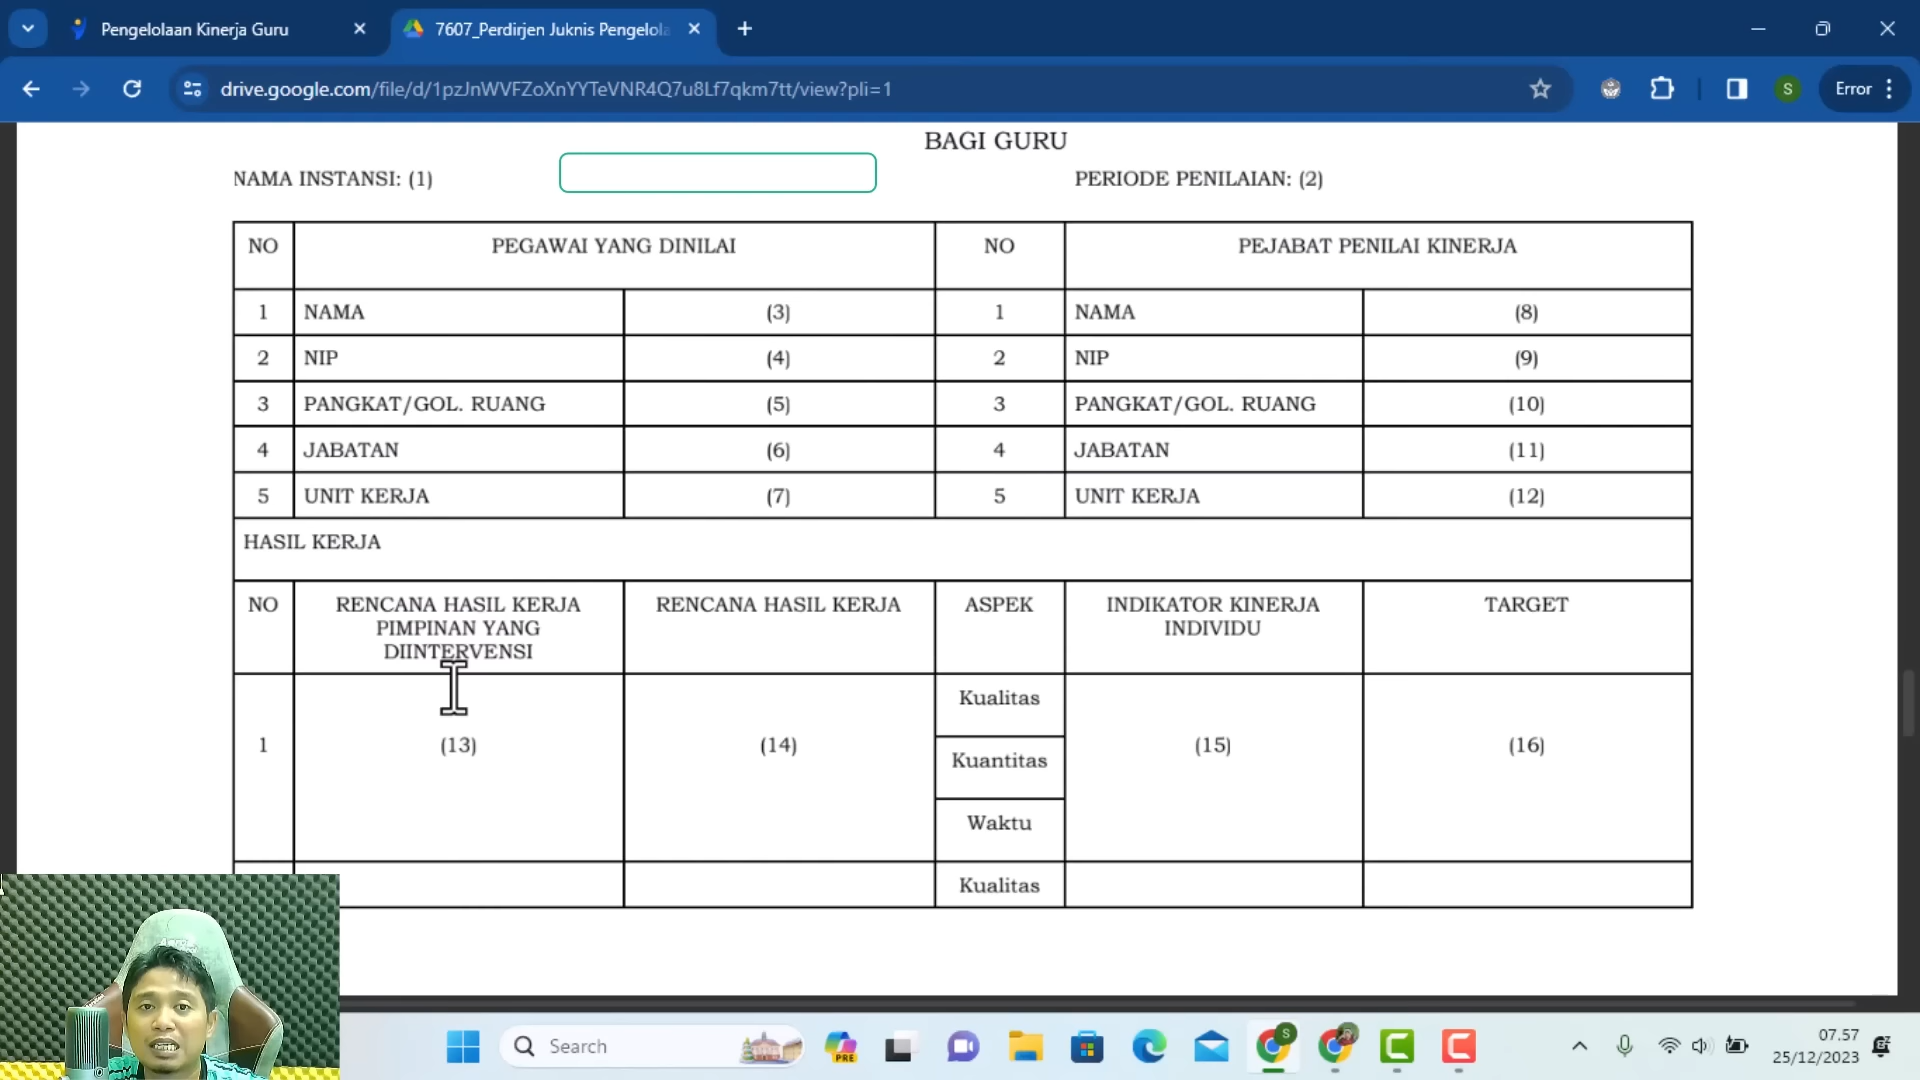 Pengelolaan Kinerja Guru
7607_Perdirjen Juknis Pengelola
drive.google.com/file/d/1pzJnWVFZoXnYYTeVNR4Q7u8Lf7qkm7tt/view?pli=1
S
Error
BAGI GURU
NAMA INSTANSI: (1)
PERIODE PENILAIAN: (2)
NO PEGAWAI YANG DINILAI NO PEJABAT PENILAI KINERJA
1 NAMA (3) 1 NAMA (8)
2 NIP (4) 2 NIP (9)
3 PANGKAT/GOL. RUANG (5) 3 PANGKAT/GOL. RUANG (10)
4 JABATAN (6) 4 JABATAN (11)
5 UNIT KERJA (7) 5 UNIT KERJA (12)
HASIL KERJA
NO RENCANA HASIL KERJA RENCANA HASIL KERJA ASPEK INDIKATOR KINERJA TARGET
PIMPINAN YANG INDIVIDU
DIINTERVENSI
Kualitas
1 (13) (14) (15) (16)
Kuantitas
Waktu
Kualitas
Search
PRE
S
07.57
25/12/2023